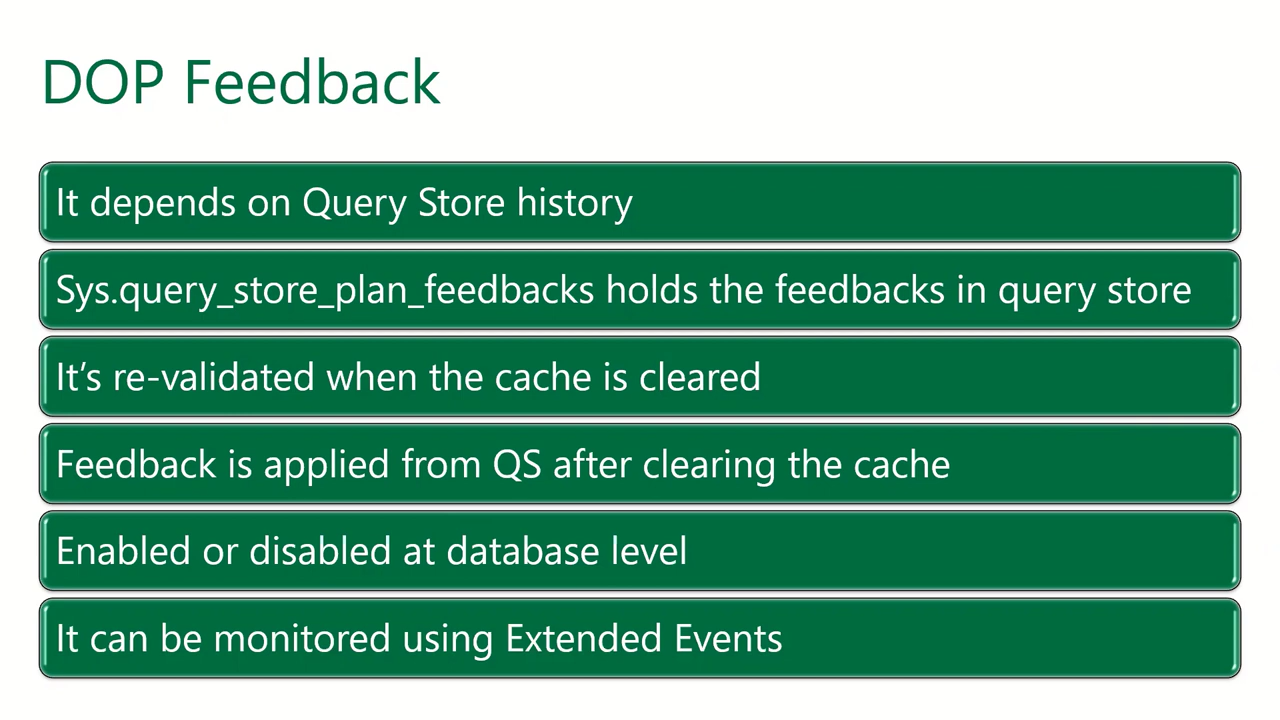 DOP Feedback
It depends on Query Store history
Sys.query_store_plan_feedbacks holds the feedbacks in query store
It’s re-validated when the cache is cleared
Feedback is applied from QS after clearing the cache
Enabled or disabled at database level
It can be monitored using Extended Events